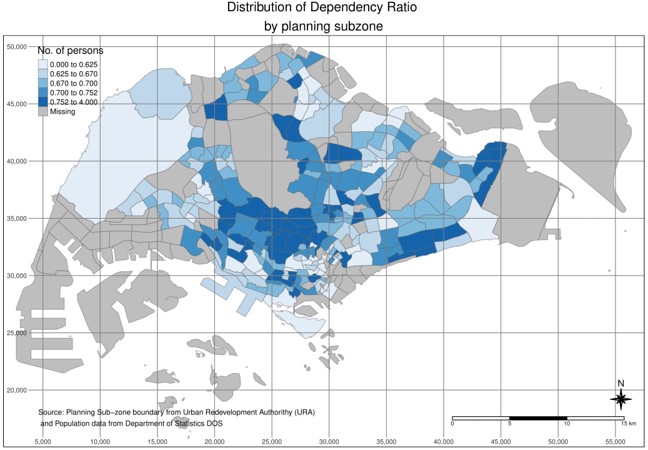 Distribution of Dependency Ratio
by planning subzone
No. of persons
0.000 to 0.625
0.625 to 0.670
0.670 to 0.700
0.700 to 0.752
0.752 to 4.000
Missing
50,000
45,000
40,000
35,000
30,000
25,000
20,000
N
Source: Planning Sub−zone boundary from Urban Redevelopment Authorithy (URA)
and Population data from Department of Statistics DOS
0 5 10 15 km
5,000 10,000 15,000 20,000 25,000 30,000 35,000 40,000 45,000 50,000 55,000